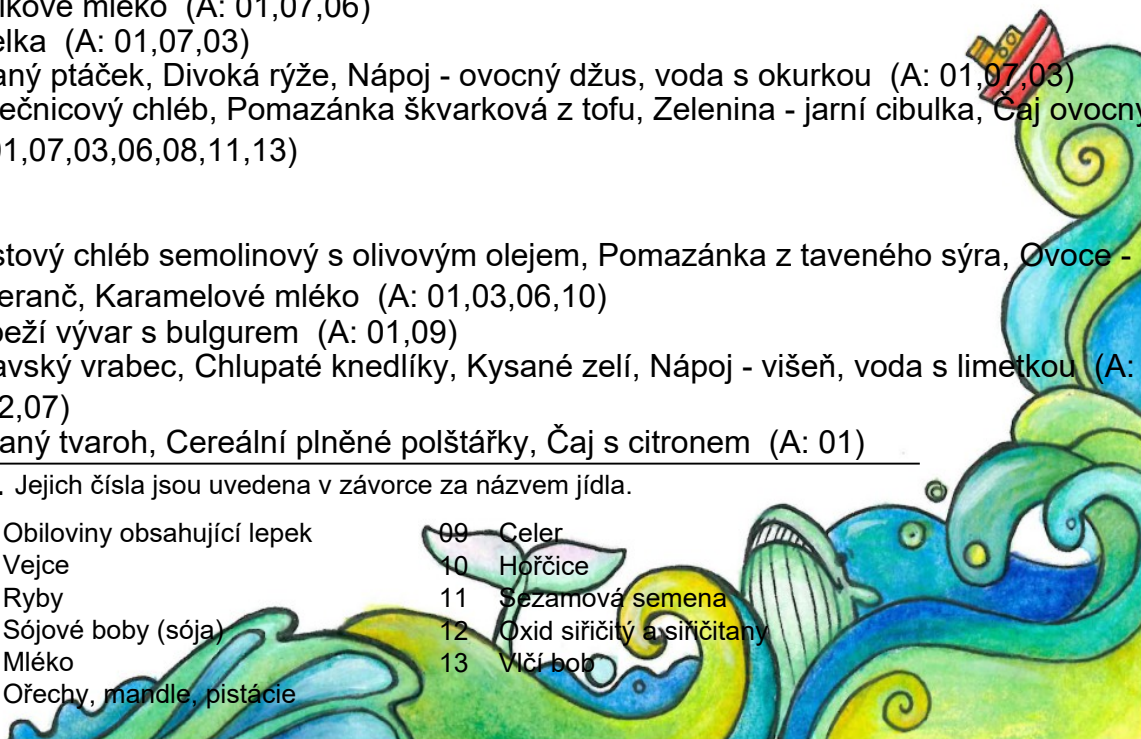 lkové mléko (A: 01,07,06)
elka (A: 01,07,03)
aný ptáček, Divoká rýže, Nápoj - ovocný džus, voda s okurkou (A: 01,07,03)
ečnicový chléb, Pomazánka škvarková z tofu, Zelenina - jarní cibulka, Čaj ovocný
01,07,03,06,08,11,13)
stový chléb semolinový s olivovým olejem, Pomazánka z taveného sýra, Ovoce -
eranč, Karamelové mléko (A: 01,03,06,10)
peží vývar s bulgurem (A: 01,09)
avský vrabec, Chlupaté knedlíky, Kysané zelí, Nápoj - višeň, voda s limetkou (A:
2,07)
aný tvaroh, Cereální plněné polštářky, Čaj s citronem (A: 01)
. Jejich čísla jsou uvedena v závorce za názvem jídla.
Obiloviny obsahující lepek 09 Celer
Vejce 10 Hořčice
Ryby 11 Sezamová semena
Sójové boby (sója) 12 Oxid siřičitý a siřičitany
Mléko 13 Vlčí bob
Ořechy, mandle, pistácie